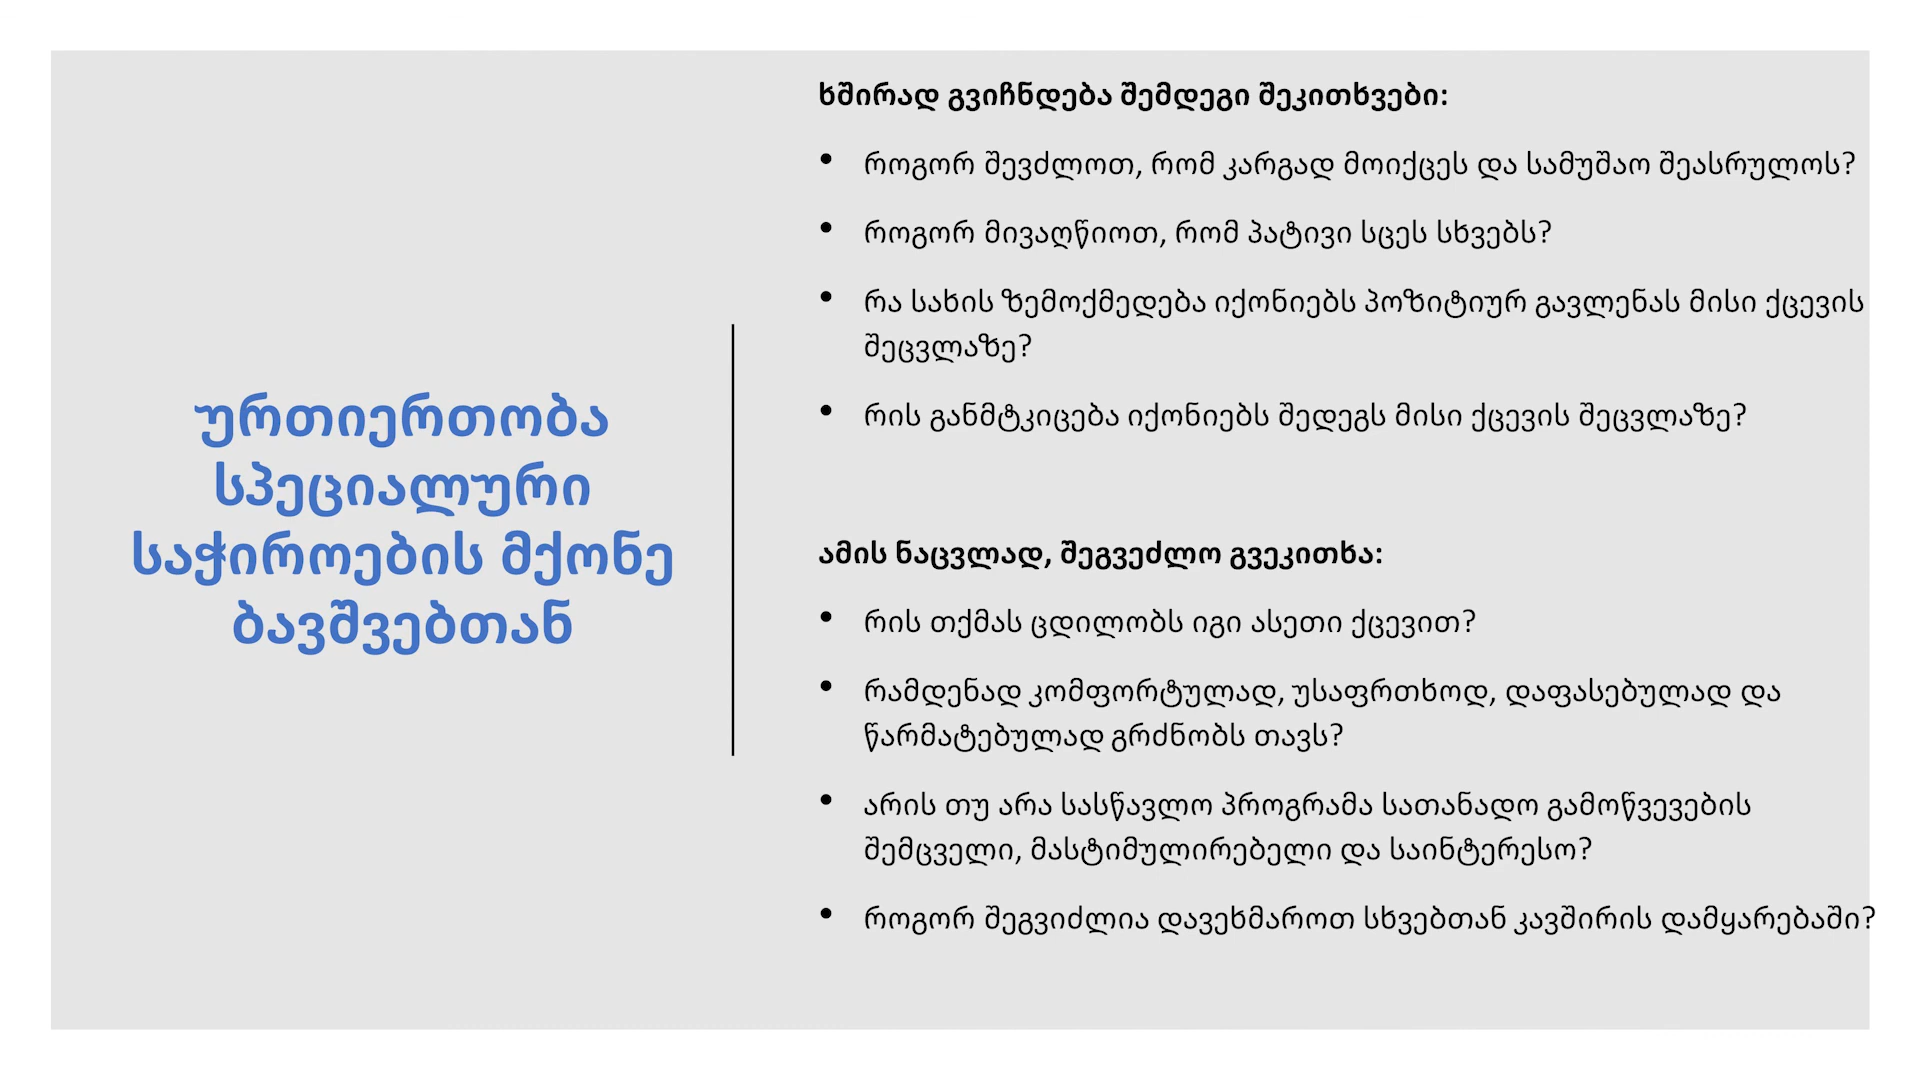 ურთიერთობა
სპეციალური
საჭიროების მქონე
ბავშვებთან
ხშირად გვიჩნდება შემდეგი შეკითხვები:
• როგორ შევძლოთ, რომ კარგად მოიქცეს და სამუშაო შეასრულოს?
• როგორ მივაღწიოთ, რომ პატივი სცეს სხვებს?
• რა სახის ზემოქმედება იქონიებს პოზიტიურ გავლენას მისი ქცევის
შეცვლაზე?
• რის განმტკიცება იქონიებს შედეგს მისი ქცევის შეცვლაზე?
ამის ნაცვლად, შეგვეძლო გვეკითხა:
• რის თქმას ცდილობს იგი ასეთი ქცევით?
• რამდენად კომფორტულად, უსაფრთხოდ, დაფასებულად და
წარმატებულად გრძნობს თავს?
• არის თუ არა სასწავლო პროგრამა სათანადო გამოწვევების
შემცველი, მასტიმულირებელი და საინტერესო?
• როგორ შეგვიძლია დავეხმაროთ სხვებთან კავშირის დამყარებაში?